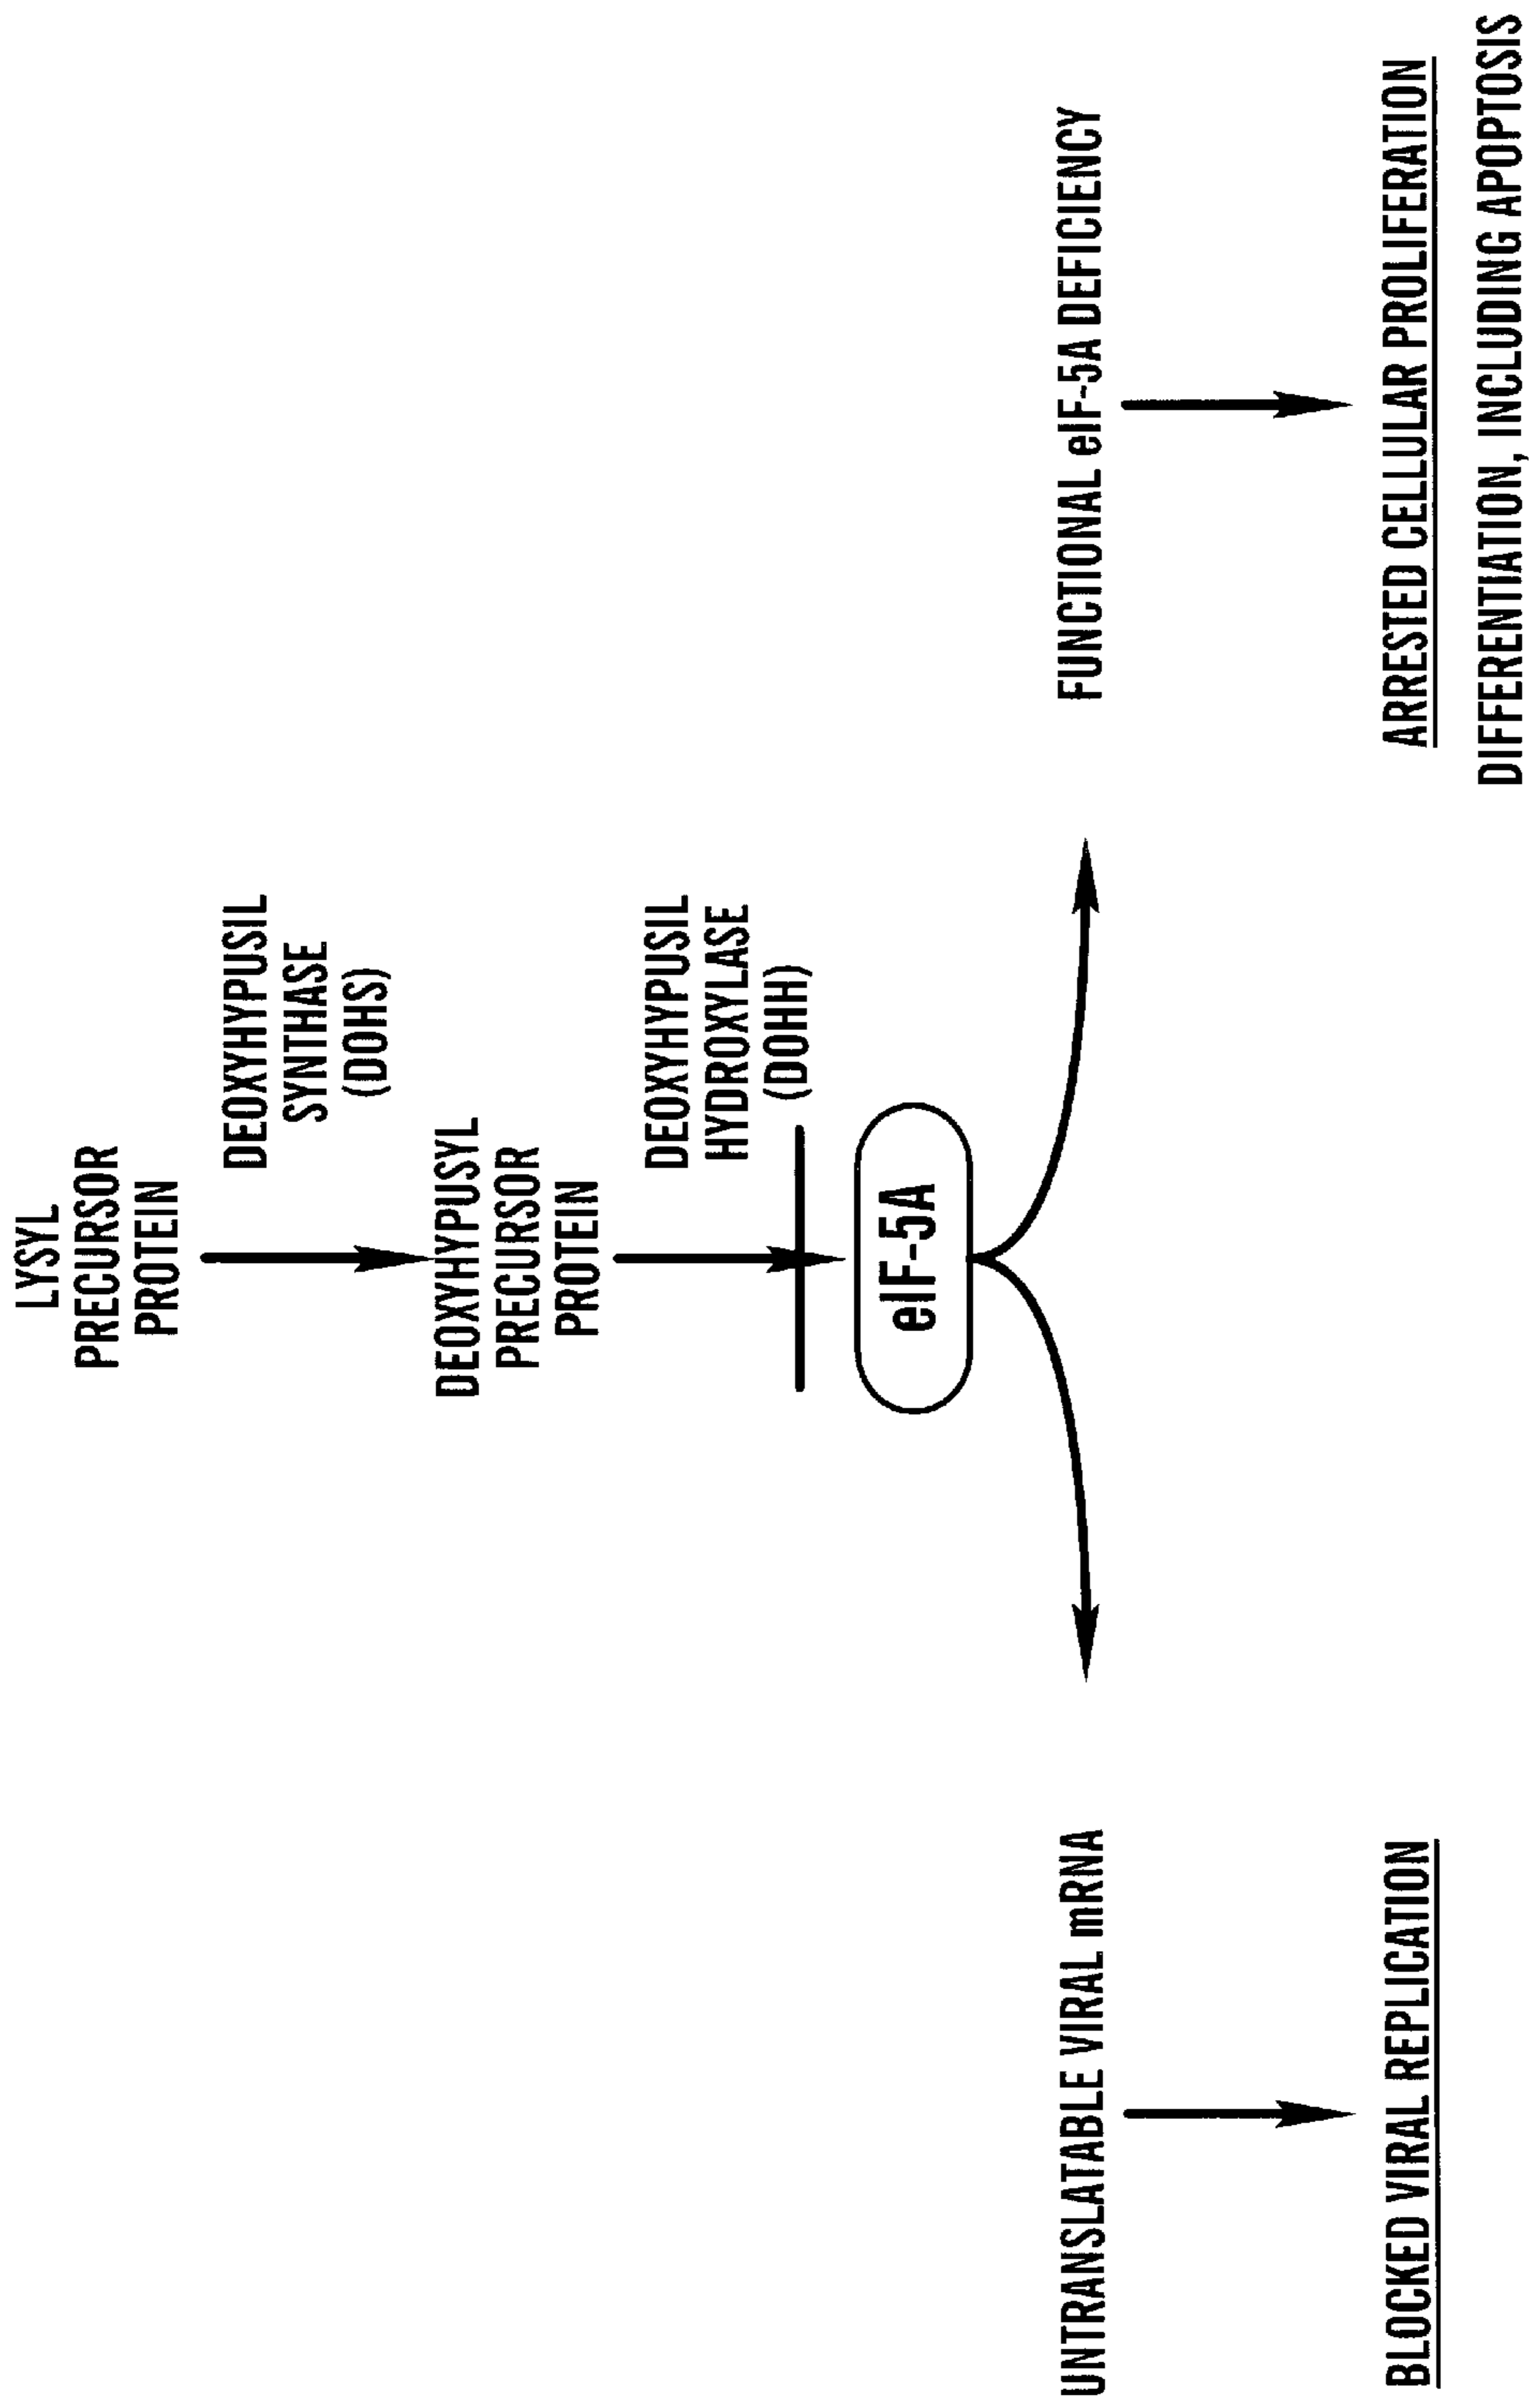 LYSYL
PRECURSOR
PROTEIN
DEOXYHYPUSIL
SYNTHASE
(DOHS)
DEOXYHYPUSYL
PRECURSOR
PROTEIN
DEOXYHYPUSIL
HYDROXYLASE
(DOHH)
eIF-5A
UNTRANSLATABLE VIRAL mRNA
FUNCTIONAL eIF-5A DEFICIENCY
BLOCKED VIRAL REPLICATION
ARRESTED CELLULAR PROLIFERATION
DIFFERENTIATION, INCLUDING APOPTOSIS